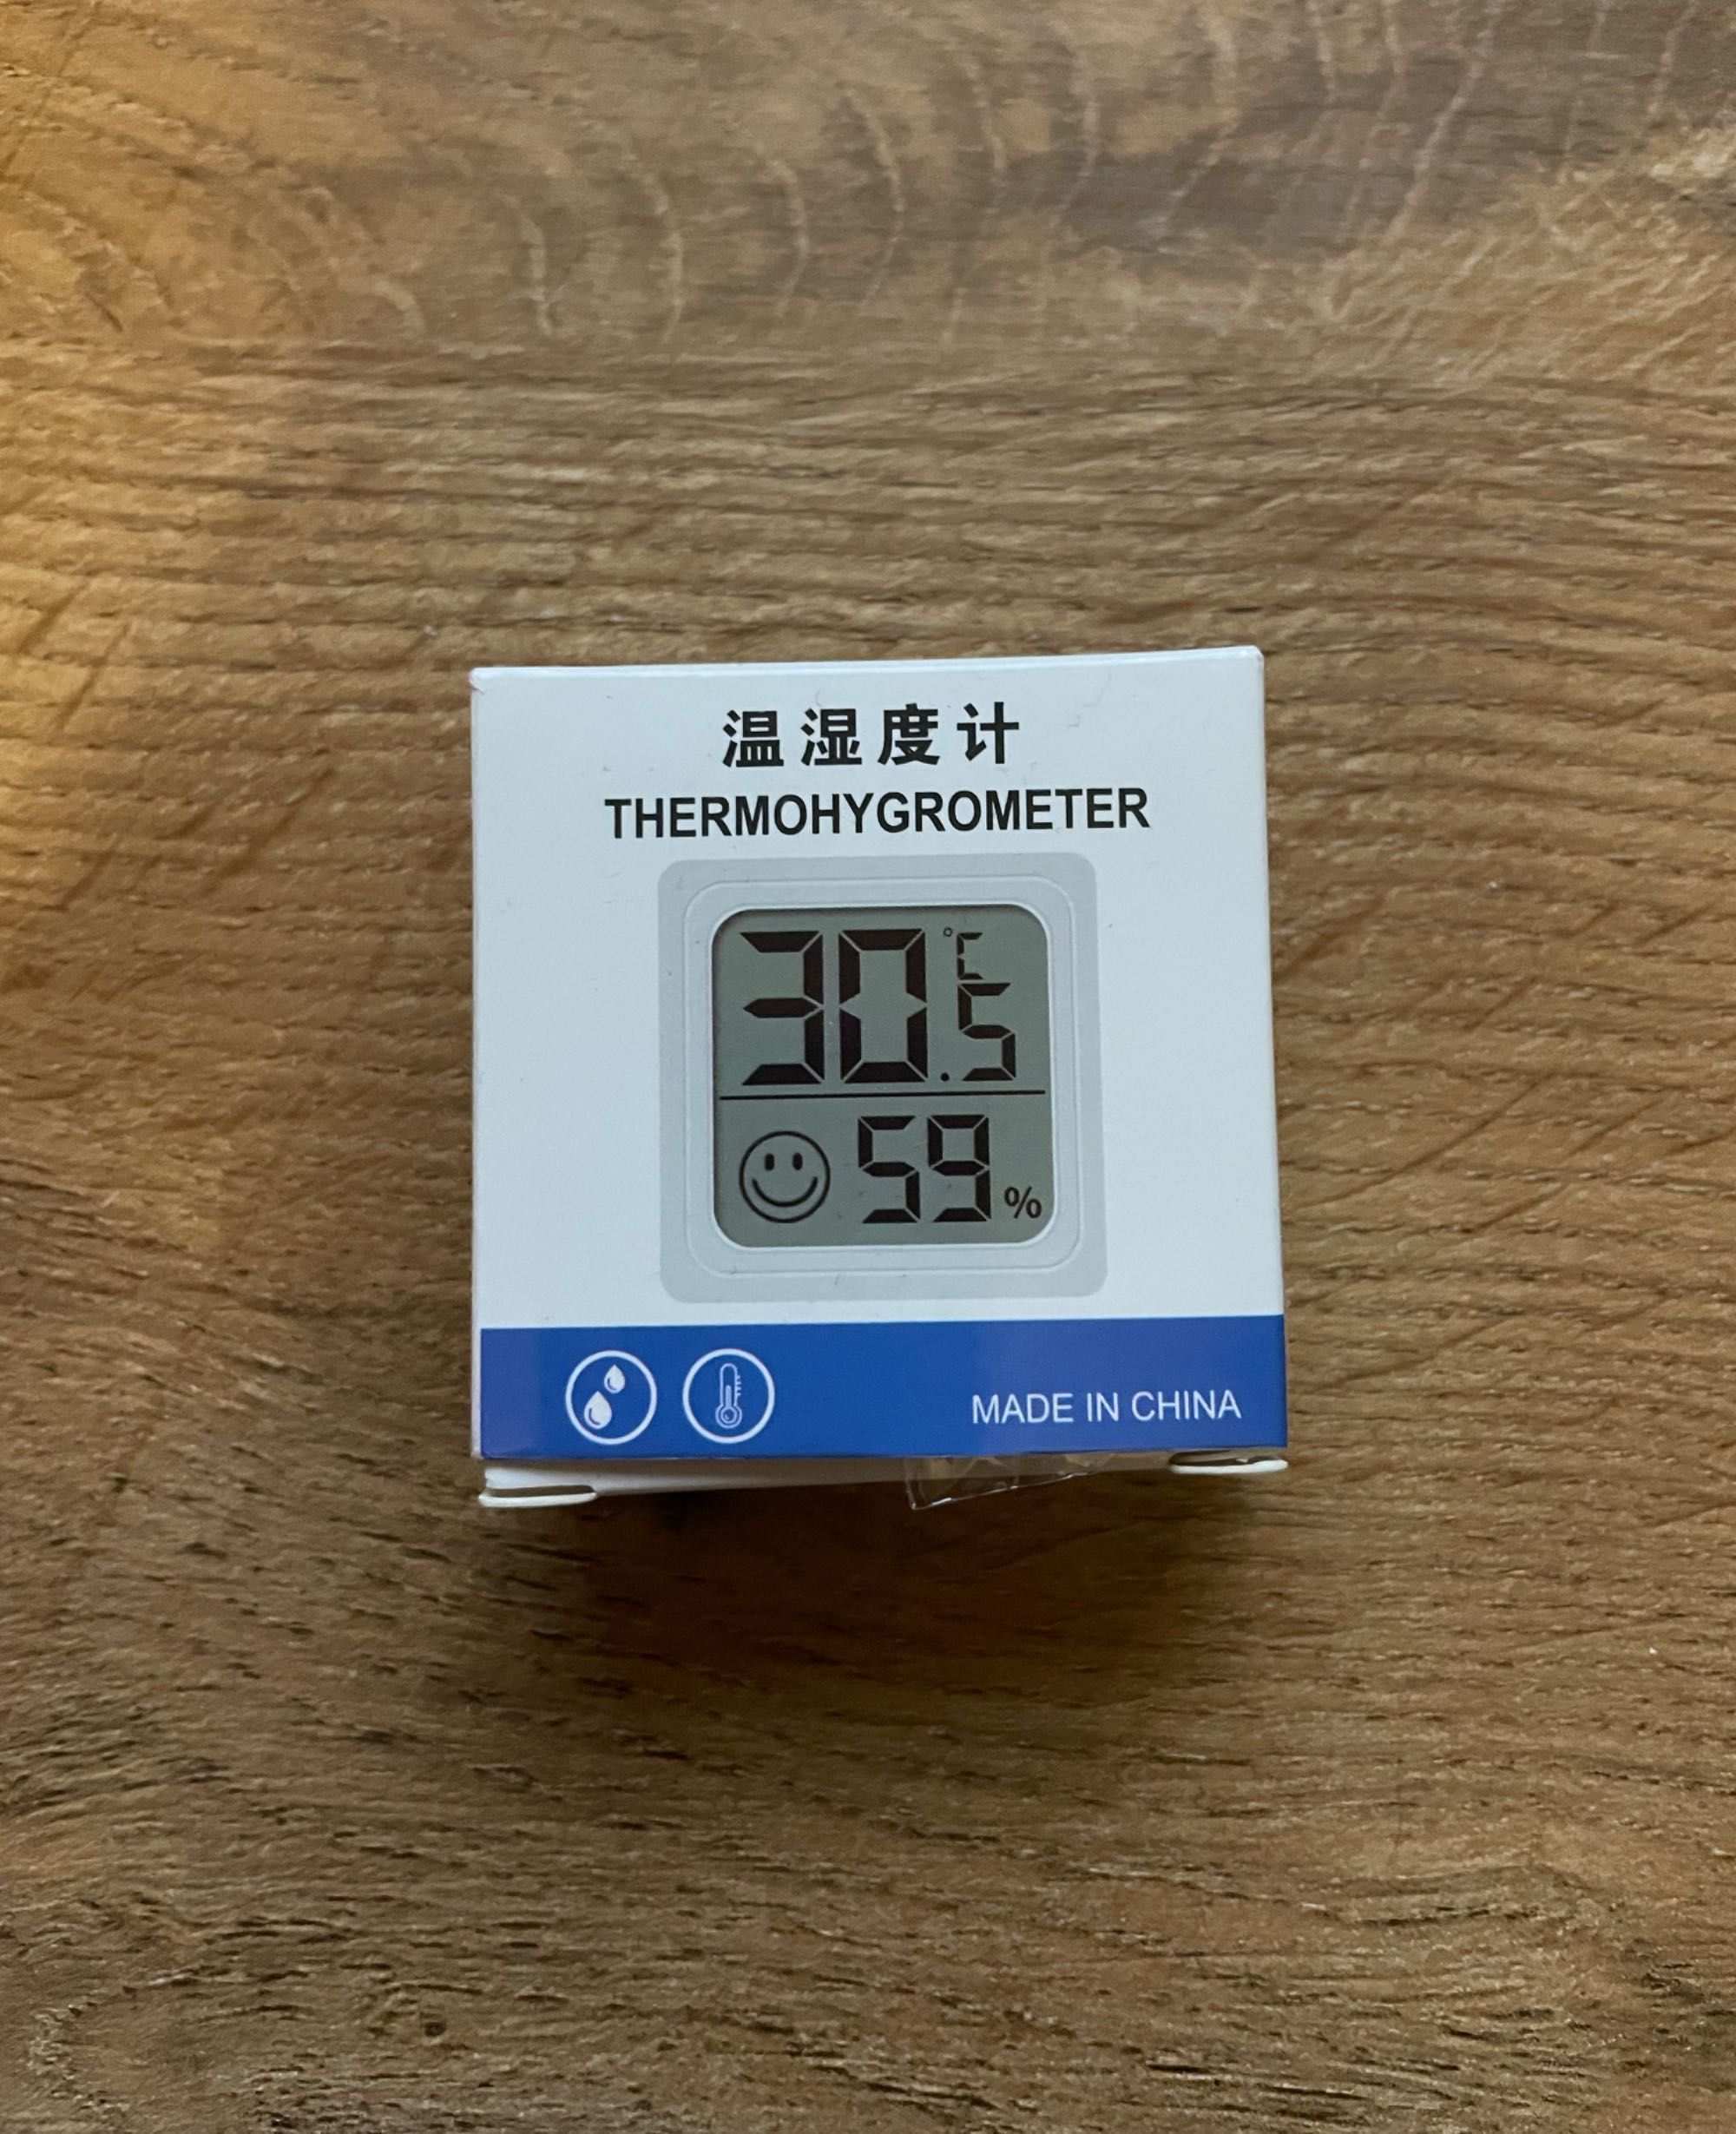 温湿度计
THERMOHYGROMETER
30.5 °C
59 %
MADE IN CHINA